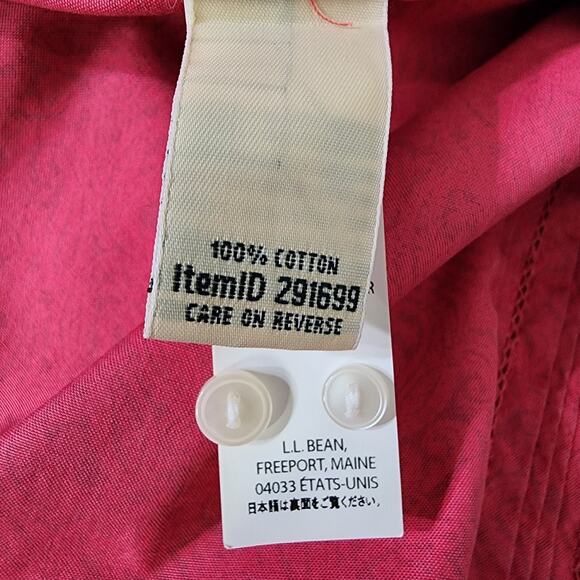 100% COTTON
ItemID 291699
CARE ON REVERSE
R
L.L. BEAN,
FREEPORT, MAINE
04033 ÉTATS-UNIS
日本語は裏面をご覧ください。